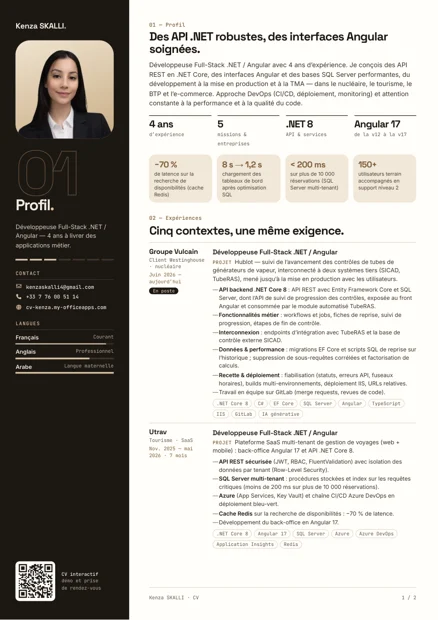 Kenza SKALLI.
01
Profil.
Développeuse Full-Stack .NET /
Angular — 4 ans à livrer des
applications métier.
CONTACT
kenzaskalli4@gmail.com
+33 7 76 00 51 14
cv-kenza.my-officeapps.com
LANGUES
Français Courant
Anglais Professionnel
Arabe Langue maternelle
CV interactif
démo et prise
de rendez-vous
01 — Profil
Des API .NET robustes, des interfaces Angular
soignées.
Développeuse Full-Stack .NET / Angular avec 4 ans d'expérience. Je conçois des API
REST en .NET Core, des interfaces Angular et des bases SQL Server performantes, du
développement à la mise en production et à la TMA — dans le nucléaire, le tourisme, le
BTP et l'e-commerce. Approche DevOps (CI/CD, déploiement, monitoring) et attention
constante à la performance et à la qualité du code.
4 ans
d'expérience
5
missions &
entreprises
.NET 8
API & services
Angular 17
de la v12 à la v17
−70 %
de latence sur la
recherche de
disponibilités (cache
Redis)
8 s → 1,2 s
chargement des
tableaux de bord
après optimisation
SQL
< 200 ms
sur plus de 10 000
réservations (SQL
Server multi-tenant)
150+
utilisateurs terrain
accompagnés en
support niveau 2
02 — Expériences
Cinq contextes, une même exigence.
Groupe Vulcain
Client Westinghouse
· nucléaire
Juin 2026 —
aujourd'hui
En poste
Développeuse Full-Stack .NET / Angular
PROJET Hublot — suivi de l'avancement des contrôles de tubes de
générateurs de vapeur, interconnecté à deux systèmes tiers (SICAD,
TubeRAS), mené jusqu'à la mise en production avec les utilisateurs.
— API backend .NET Core 8 : API REST avec Entity Framework Core et SQL
Server, dont l'API de suivi de progression des contrôles, exposée au front
Angular et consommée par le module automatisé TubeRAS.
— Fonctionnalités métier : workflows et jobs, fiches de reprise, suivi de
progression, étapes de fin de contrôle.
— Interconnexion : endpoints d'intégration avec TubeRAS et la base de
contrôle externe SICAD.
— Données & performance : migrations EF Core et scripts SQL de reprise sur
l'historique ; suppression de sous-requêtes corrélées et factorisation de
calculs.
— Recette & déploiement : fiabilisation (statuts, erreurs API, fuseaux
horaires), builds multi-environnements, déploiement IIS, URLs relatives.
— Travail en équipe sur GitLab (merge requests, revues de code).
.NET Core 8 C# EF Core SQL Server Angular TypeScript
IIS GitLab IA générative
Utrav
Tourisme · SaaS
Nov. 2025 — mai
2026 · 7 mois
Développeuse Full-Stack .NET / Angular
PROJET Plateforme SaaS multi-tenant de gestion de voyages (web +
mobile) : back-office Angular 17 et API .NET Core 8.
— API REST sécurisée (JWT, RBAC, FluentValidation) avec isolation des
données par tenant (Row-Level Security).
— SQL Server multi-tenant : procédures stockées et index sur les requêtes
critiques (moins de 200 ms sur plus de 10 000 réservations).
— Azure (App Services, Key Vault) et chaîne CI/CD Azure DevOps en
déploiement bleu-vert.
— Cache Redis sur la recherche de disponibilités : −70 % de latence.
— Développement du back-office en Angular 17.
.NET Core 8 Angular 17 SQL Server Azure Azure DevOps
Application Insights Redis
Kenza SKALLI · CV 1 / 2